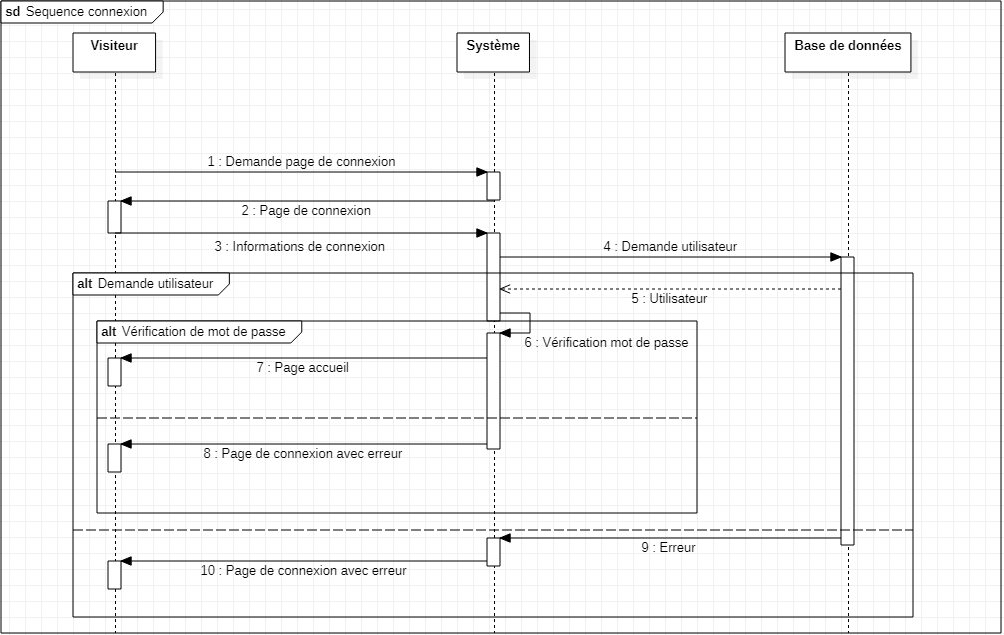 sd Sequence connexion
Visiteur
Système
Base de données
1 : Demande page de connexion
2 : Page de connexion
3 : Informations de connexion
4 : Demande utilisateur
alt Demande utilisateur
5 : Utilisateur
alt Vérification de mot de passe
6 : Vérification mot de passe
7 : Page accueil
8 : Page de connexion avec erreur
9 : Erreur
10 : Page de connexion avec erreur